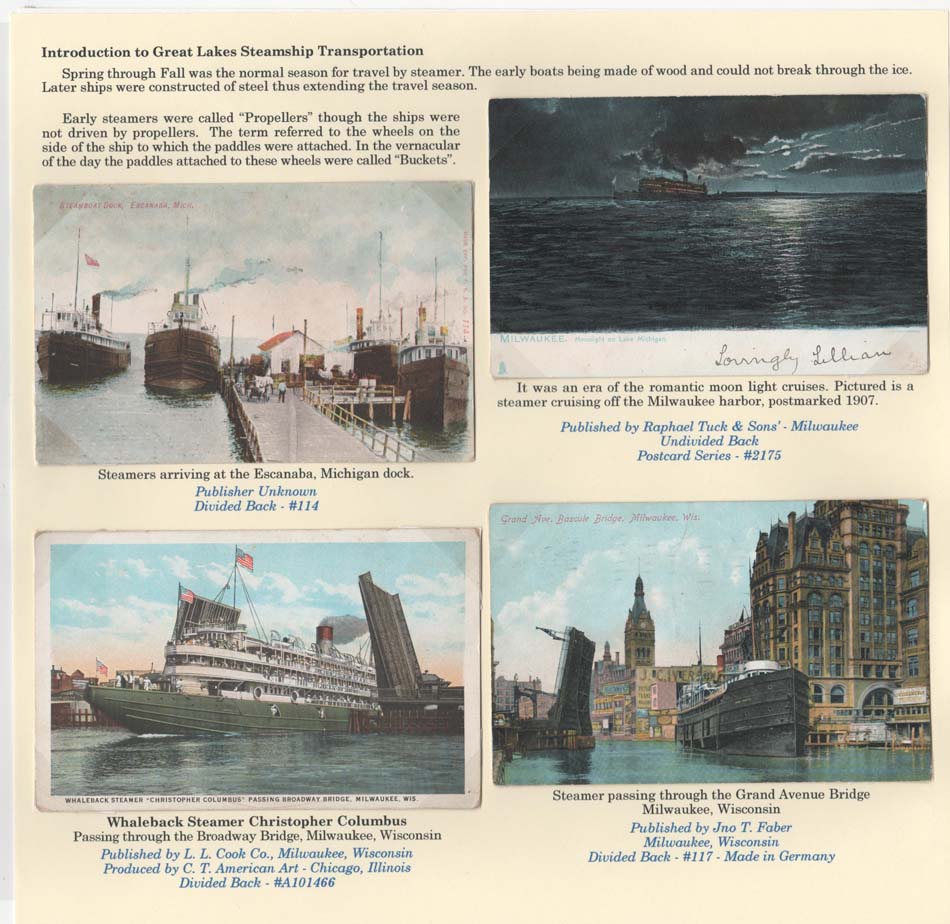 Introduction to Great Lakes Steamship Transportation
Spring through Fall was the normal season for travel by steamer. The early boats being made of wood and could not break through the ice.
Later ships were constructed of steel thus extending the travel season.
Early steamers were called "Propellers" though the ships were
not driven by propellers. The term referred to the wheels on the
side of the ship to which the paddles were attached. In the vernacular
of the day the paddles attached to these wheels were called "Buckets".
STEAMBOAT DOCK, ESCANABA, MICH.
Steamers arriving at the Escanaba, Michigan dock.
Publisher Unknown
Divided Back - #114
MILWAUKEE. Moonlight on Lake Michigan.
Lovingly Lillian
It was an era of the romantic moon light cruises. Pictured is a
steamer cruising off the Milwaukee harbor, postmarked 1907.
Published by Raphael Tuck & Sons' - Milwaukee
Undivided Back
Postcard Series - #2175
WHALEBACK STEAMER "CHRISTOPHER COLUMBUS" PASSING BROADWAY BRIDGE, MILWAUKEE, WIS.
Whaleback Steamer Christopher Columbus
Passing through the Broadway Bridge, Milwaukee, Wisconsin
Published by L. L. Cook Co., Milwaukee, Wisconsin
Produced by C. T. American Art - Chicago, Illinois
Divided Back - #A101466
Grand Ave. Bascule Bridge, Milwaukee, Wis.
Steamer passing through the Grand Avenue Bridge
Milwaukee, Wisconsin
Published by Jno T. Faber
Milwaukee, Wisconsin
Divided Back - #117 - Made in Germany